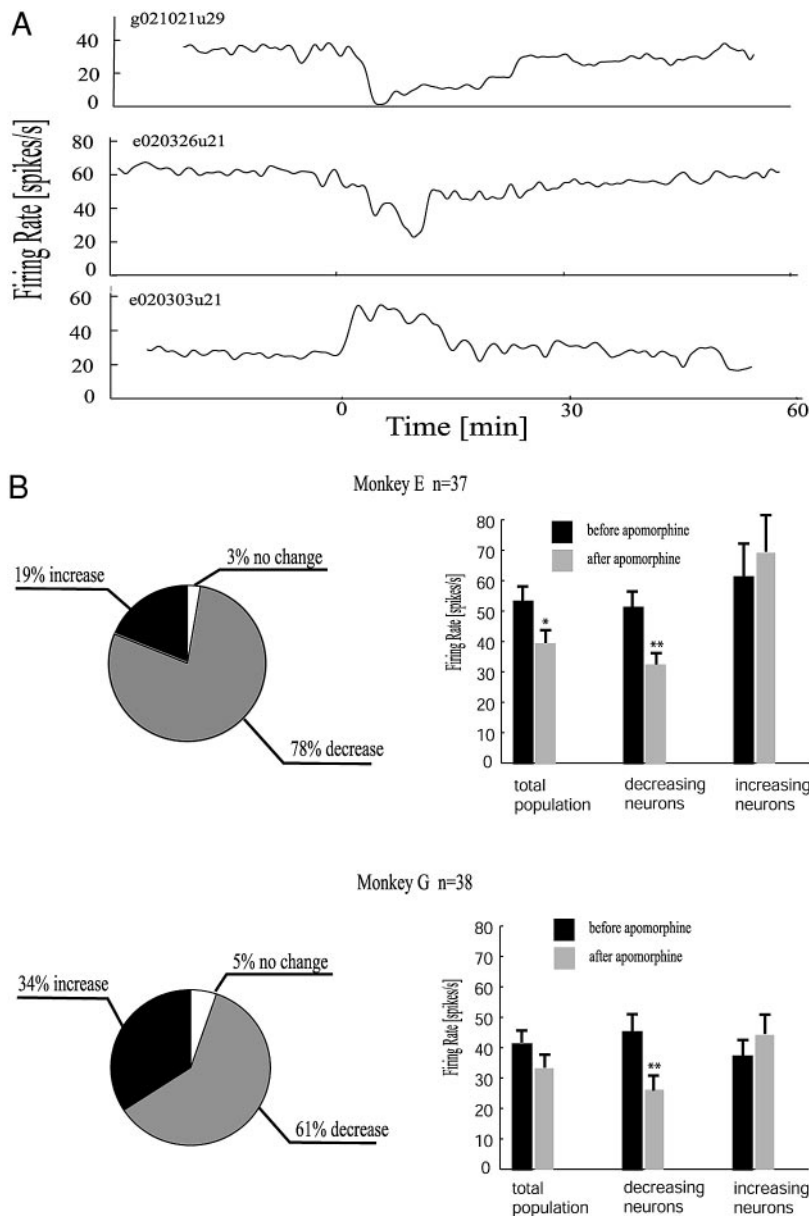 A
g021021u29
40
20
0
e020326u21
80
60
40
20
0
e020303u21
60
40
20
0
Firing Rate [spikes/s]
0
30
60
Time [min]
B
Monkey E n=37
19% increase
3% no change
78% decrease
80
70
60
50
40
30
20
10
0
Firing Rate [spikes/s]
before apomorphine
after apomorphine
*
**
total
population
decreasing
neurons
increasing
neurons
Monkey G n=38
34% increase
5% no change
61% decrease
80
70
60
50
40
30
20
10
0
Firing Rate [spikes/s]
before apomorphine
after apomorphine
**
total
population
decreasing
neurons
increasing
neurons